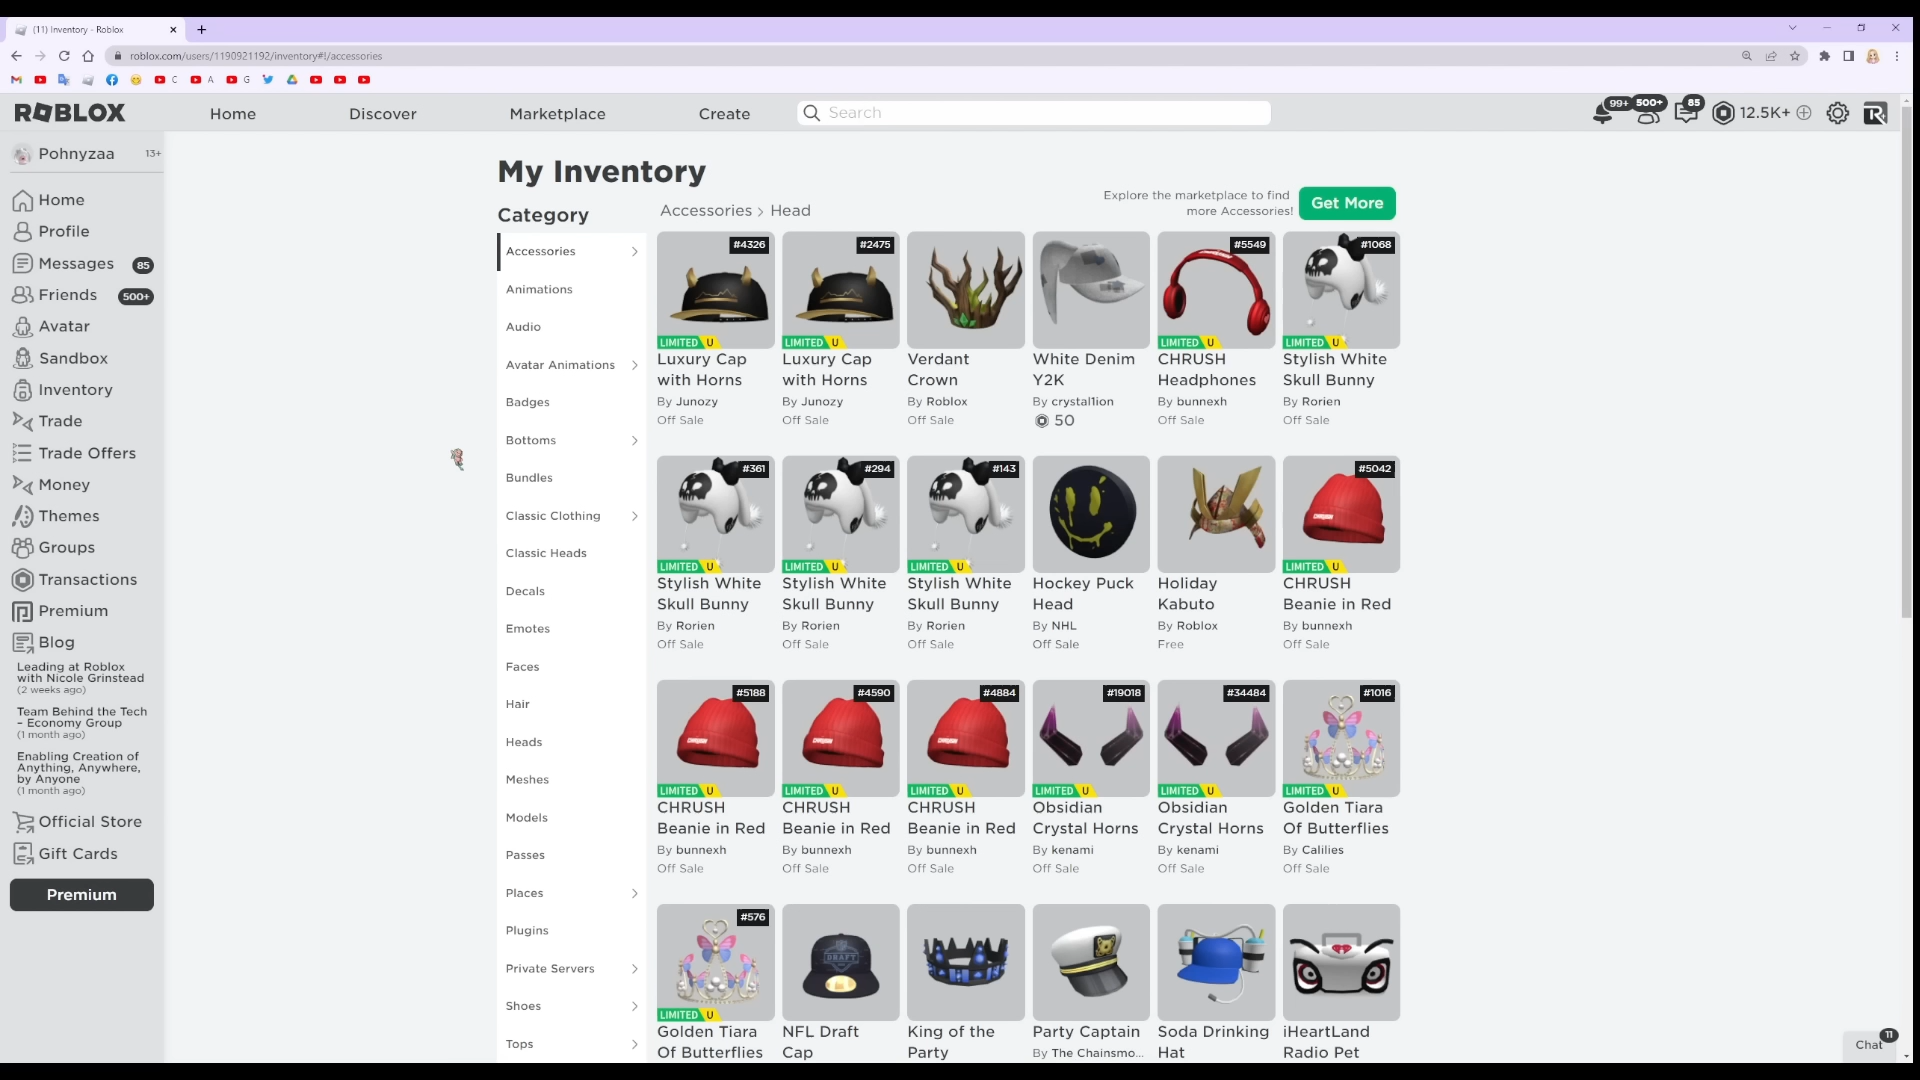 (11) Inventory - Roblox
roblox.com/users/1190921192/inventory#!/accessories
C A G
ROBLOX
Home Discover Marketplace Create Search 99+ 500+ 85 12.5K+
Pohnyzaa 13+
Home
Profile
Messages 85
Friends 500+
Avatar
Sandbox
Inventory
Trade
Trade Offers
Money
Themes
Groups
Transactions
Premium
Blog
Leading at Roblox
with Nicole Grinstead
(2 weeks ago)
Team Behind the Tech
– Economy Group
(1 month ago)
Enabling Creation of
Anything, Anywhere,
by Anyone
(1 month ago)
Official Store
Gift Cards
Premium
My Inventory
Category
Accessories
Animations
Audio
Avatar Animations
Badges
Bottoms
Bundles
Classic Clothing
Classic Heads
Decals
Emotes
Faces
Hair
Heads
Meshes
Models
Passes
Places
Plugins
Private Servers
Shoes
Tops
Accessories > Head
Explore the marketplace to find
more Accessories!
Get More
#4326
LIMITED U
Luxury Cap
with Horns
By Junozy
Off Sale
#2475
LIMITED U
Luxury Cap
with Horns
By Junozy
Off Sale
Verdant
Crown
By Roblox
Off Sale
White Denim
Y2K
By crystal1ion
50
#5549
LIMITED U
CHRUSH
Headphones
By bunnexh
Off Sale
#1068
LIMITED U
Stylish White
Skull Bunny
By Rorien
Off Sale
#361
LIMITED U
Stylish White
Skull Bunny
By Rorien
Off Sale
#294
LIMITED U
Stylish White
Skull Bunny
By Rorien
Off Sale
#143
LIMITED U
Stylish White
Skull Bunny
By Rorien
Off Sale
Hockey Puck
Head
By NHL
Off Sale
Holiday
Kabuto
By Roblox
Free
#5042
CHRUSH
LIMITED U
CHRUSH
Beanie in Red
By bunnexh
Off Sale
#5188
CHRUSH
LIMITED U
CHRUSH
Beanie in Red
By bunnexh
Off Sale
#4590
CHRUSH
LIMITED U
CHRUSH
Beanie in Red
By bunnexh
Off Sale
#4884
CHRUSH
LIMITED U
CHRUSH
Beanie in Red
By bunnexh
Off Sale
#19018
LIMITED U
Obsidian
Crystal Horns
By kenami
Off Sale
#34484
LIMITED U
Obsidian
Crystal Horns
By kenami
Off Sale
#1016
LIMITED U
Golden Tiara
Of Butterflies
By Calilies
Off Sale
#576
LIMITED U
Golden Tiara
Of Butterflies
DRAFT
NFL Draft
Cap
King of the
Party
Party Captain
By The Chainsmo...
Soda Drinking
Hat
iHeartLand
Radio Pet
Chat 11